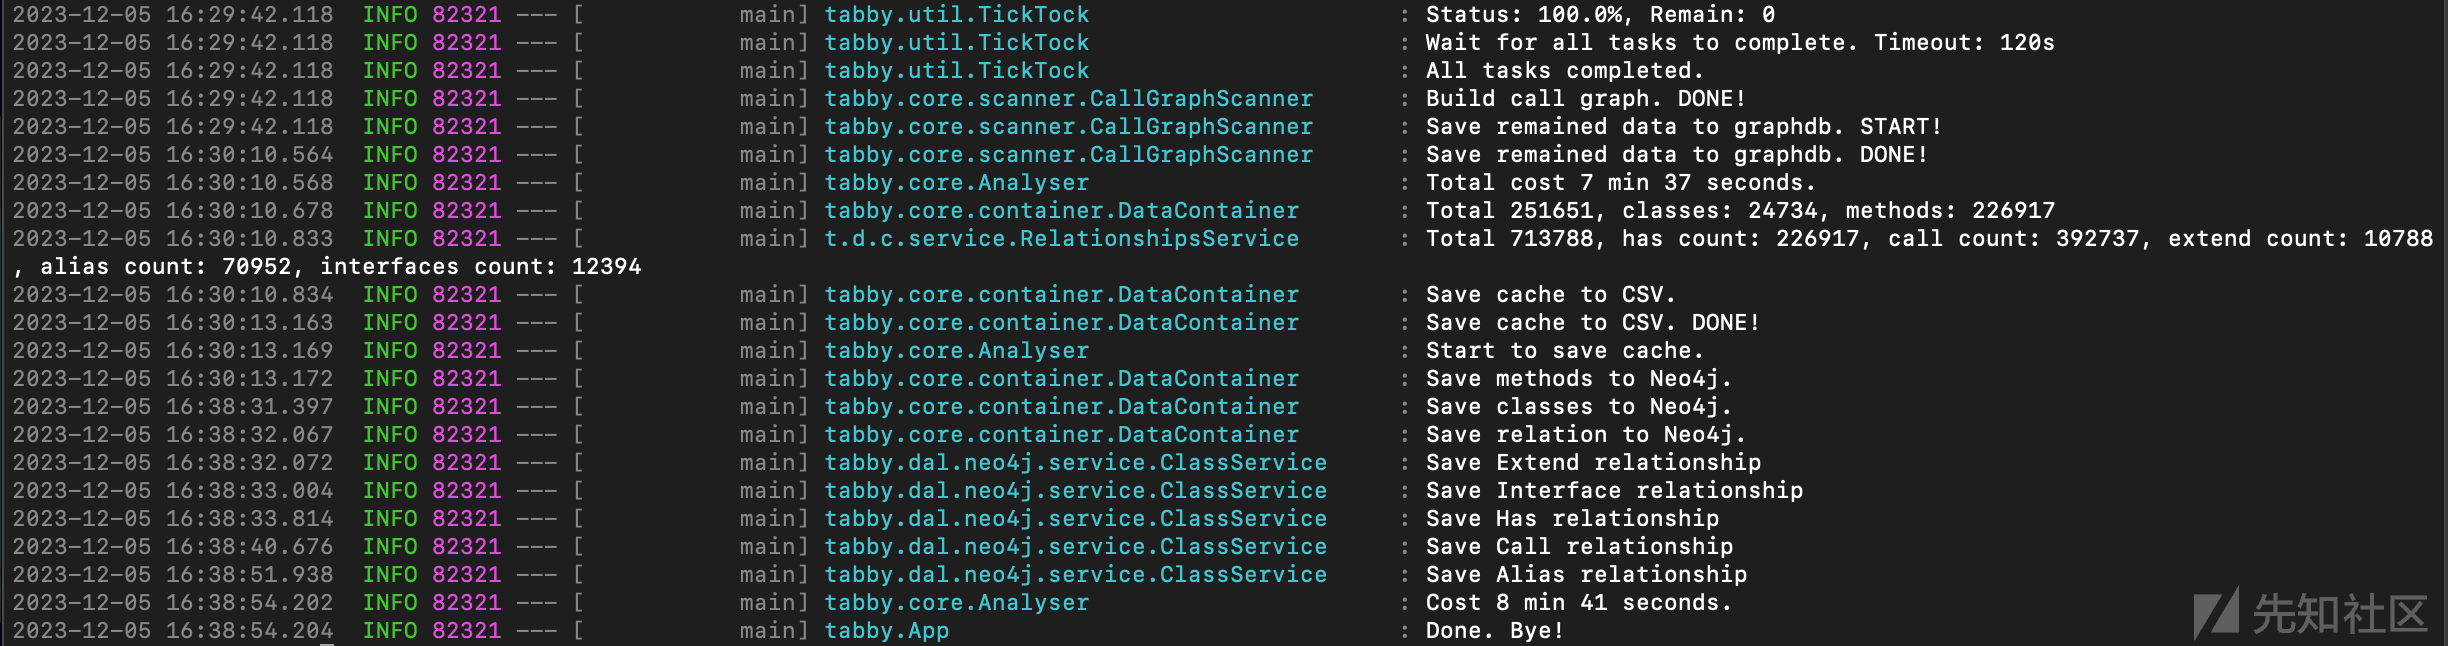 2023-12-05 16:29:42.118  INFO 82321 --- [           main] tabby.util.TickTock                      : Status: 100.0%, Remain: 0
2023-12-05 16:29:42.118  INFO 82321 --- [           main] tabby.util.TickTock                      : Wait for all tasks to complete. Timeout: 120s
2023-12-05 16:29:42.118  INFO 82321 --- [           main] tabby.util.TickTock                      : All tasks completed.
2023-12-05 16:29:42.118  INFO 82321 --- [           main] tabby.core.scanner.CallGraphScanner      : Build call graph. DONE!
2023-12-05 16:29:42.118  INFO 82321 --- [           main] tabby.core.scanner.CallGraphScanner      : Save remained data to graphdb. START!
2023-12-05 16:30:10.564  INFO 82321 --- [           main] tabby.core.scanner.CallGraphScanner      : Save remained data to graphdb. DONE!
2023-12-05 16:30:10.568  INFO 82321 --- [           main] tabby.core.Analyser                      : Total cost 7 min 37 seconds.
2023-12-05 16:30:10.678  INFO 82321 --- [           main] tabby.core.container.DataContainer       : Total 251651, classes: 24734, methods: 226917
2023-12-05 16:30:10.833  INFO 82321 --- [           main] t.d.c.service.RelationshipsService       : Total 713788, has count: 226917, call count: 392737, extend count: 10788
, alias count: 70952, interfaces count: 12394
2023-12-05 16:30:10.834  INFO 82321 --- [           main] tabby.core.container.DataContainer       : Save cache to CSV.
2023-12-05 16:30:13.163  INFO 82321 --- [           main] tabby.core.container.DataContainer       : Save cache to CSV. DONE!
2023-12-05 16:30:13.169  INFO 82321 --- [           main] tabby.core.Analyser                      : Start to save cache.
2023-12-05 16:30:13.172  INFO 82321 --- [           main] tabby.core.container.DataContainer       : Save methods to Neo4j.
2023-12-05 16:38:31.397  INFO 82321 --- [           main] tabby.core.container.DataContainer       : Save classes to Neo4j.
2023-12-05 16:38:32.067  INFO 82321 --- [           main] tabby.core.container.DataContainer       : Save relation to Neo4j.
2023-12-05 16:38:32.072  INFO 82321 --- [           main] tabby.dal.neo4j.service.ClassService     : Save Extend relationship
2023-12-05 16:38:33.004  INFO 82321 --- [           main] tabby.dal.neo4j.service.ClassService     : Save Interface relationship
2023-12-05 16:38:33.814  INFO 82321 --- [           main] tabby.dal.neo4j.service.ClassService     : Save Has relationship
2023-12-05 16:38:40.676  INFO 82321 --- [           main] tabby.dal.neo4j.service.ClassService     : Save Call relationship
2023-12-05 16:38:51.938  INFO 82321 --- [           main] tabby.dal.neo4j.service.ClassService     : Save Alias relationship
2023-12-05 16:38:54.202  INFO 82321 --- [           main] tabby.core.Analyser                      : Cost 8 min 41 seconds.
2023-12-05 16:38:54.204  INFO 82321 --- [           main] tabby.App                                : Done. Bye!
先知社区